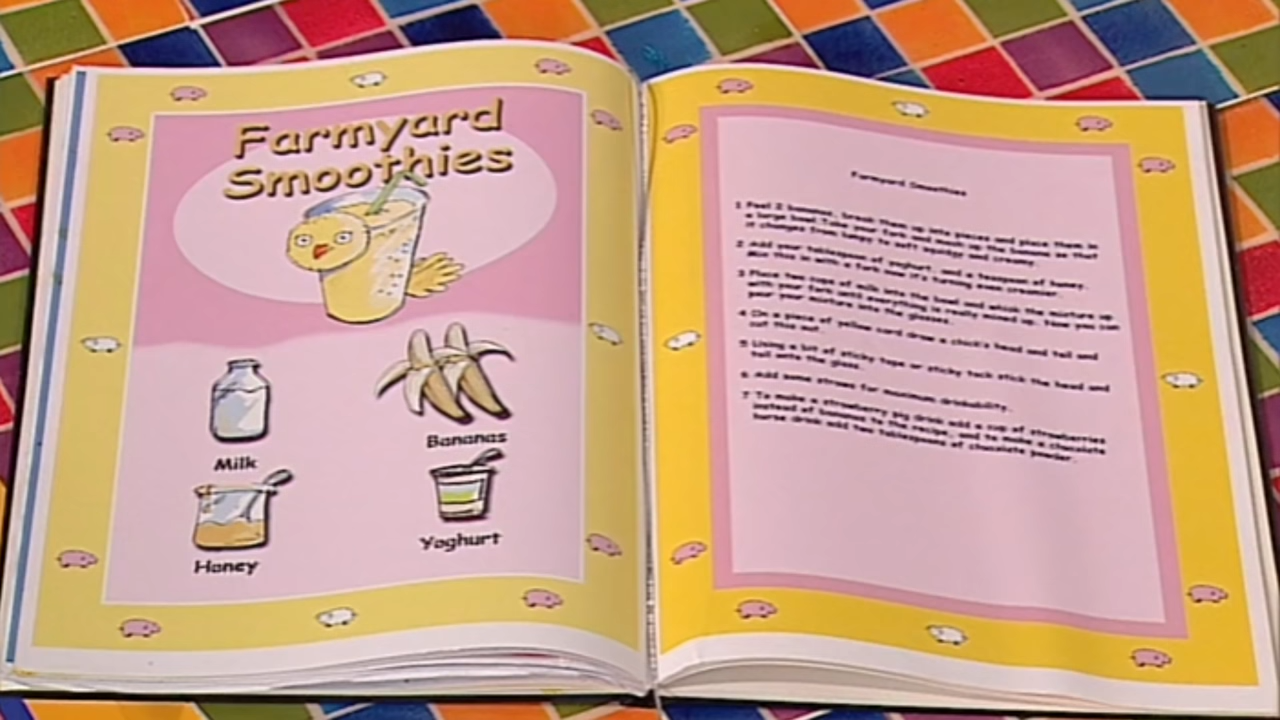 Farmyard
Smoothies
Milk
Bananas
Honey
Yoghurt
Farmyard Smoothies
1 Peel 2 bananas, break them up into pieces and place them in
a large bowl. Take your fork and mash up the banana so that
it changes from lumpy to soft squidgy and creamy.
2 Add your tablespoon of yoghurt, and a teaspoon of honey.
Mix this in with a fork now it's turning even creamier.
3 Place two cups of milk into the bowl and whisk the mixture up
with your fork until everything is really mixed up. Now you can
pour your mixture into the glasses.
4 On a piece of yellow card draw a chick's head and tail and
cut this out.
5 Using a bit of sticky tape or sticky tack stick the head and
tail onto the glass.
6 Add some straws for maximum drinkability.
7 To make a strawberry pig drink add a cup of strawberries
instead of bananas to the recipe, and to make a chocolate
horse drink add two tablespoons of chocolate powder.